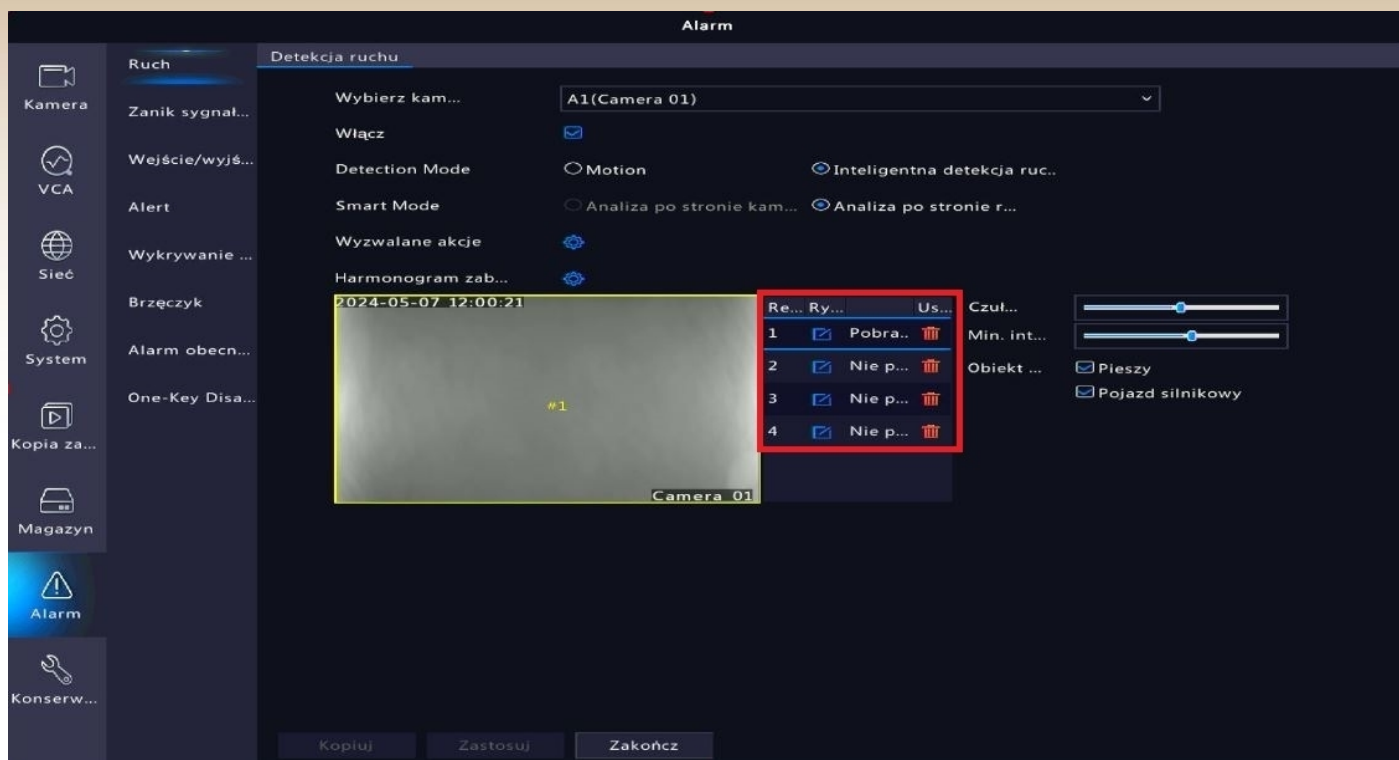 Alarm
Kamera
VCA
Sieć
System
Kopia za...
Magazyn
Alarm
Konserw...
Ruch
Zanik sygnał...
Wejście/wyjś...
Alert
Wykrywanie ...
Brzęczyk
Alarm obecn...
One-Key Disa...
Detekcja ruchu
Wybierz kam... A1(Camera 01)
Włącz
Detection Mode Motion Inteligentna detekcja ruc..
Smart Mode Analiza po stronie kam... Analiza po stronie r...
Wyzwalane akcje
Harmonogram zab...
2024-05-07 12:00:21
#1
Camera 01
Re... Ry... Us...
1 Pobra..
2 Nie p...
3 Nie p...
4 Nie p...
Czuł...
Min. int...
Obiekt ... Pieszy
Pojazd silnikowy
Kopiuj Zastosuj Zakończ